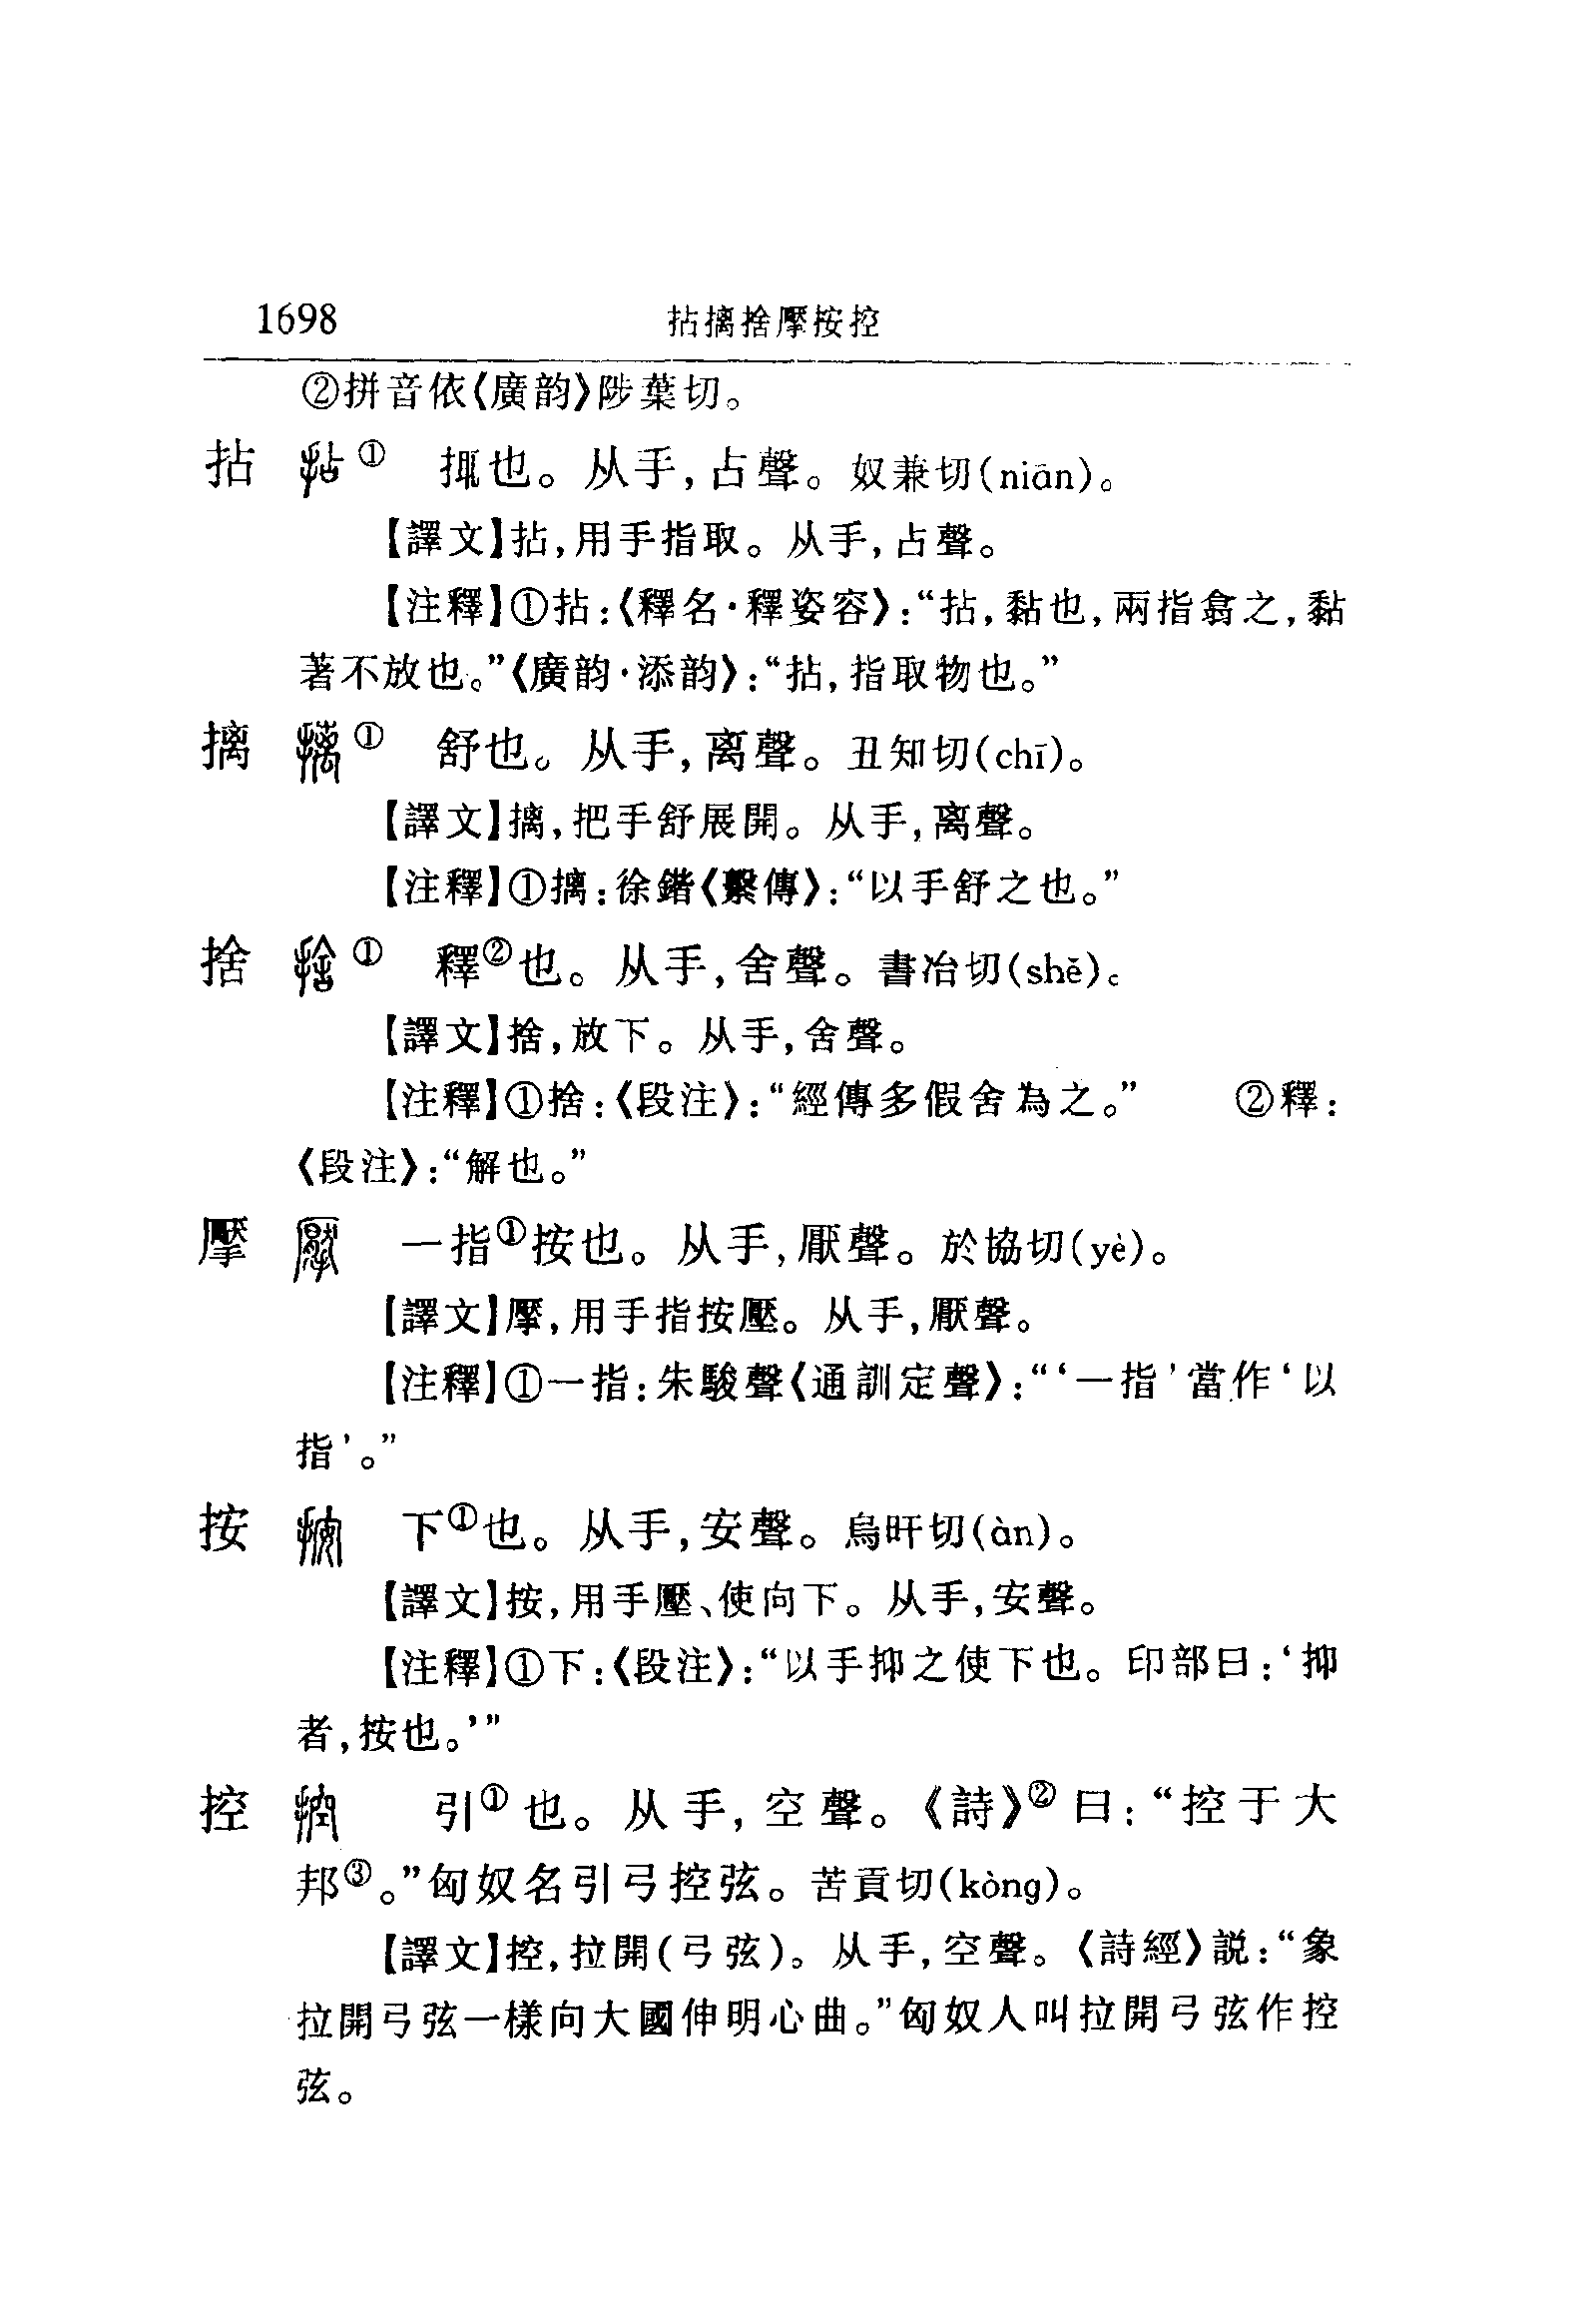 1698 拈摛捨擪按控
②拼音依《廣韵》陟葉切。
拈 ① 㧗也。从手,占聲。奴兼切(niān)。
【譯文】拈,用手指取。从手,占聲。
【注釋】①拈:《釋名·釋姿容》:“拈,黏也,兩指翕之,黏
著不放也。”《廣韵·添韵》:“拈,指取物也。”
摛 ① 舒也。从手,离聲。丑知切(chī)。
【譯文】摛,把手舒展開。从手,离聲。
【注釋】①摛:徐鍇《繫傳》:“以手舒之也。”
捨 ① 釋②也。从手,舍聲。書冶切(shě)。
【譯文】捨,放下。从手,舍聲。
【注釋】①捨:《段注》:“經傳多假舍為之。” ②釋:
《段注》:“解也。”
擪 一指①按也。从手,厭聲。於協切(yè)。
【譯文】擪,用手指按壓。从手,厭聲。
【注釋】①一指:朱駿聲《通訓定聲》:“‘一指’當作‘以
指’。”
按 下①也。从手,安聲。烏旰切(àn)。
【譯文】按,用手壓、使向下。从手,安聲。
【注釋】①下:《段注》:“以手抑之使下也。印部曰:‘抑
者,按也。’”
控 引①也。从手,空聲。《詩》②曰:“控于大
邦③。”匈奴名引弓控弦。苦貢切(kòng)。
【譯文】控,拉開(弓弦)。从手,空聲。《詩經》説:“象
拉開弓弦一樣向大國伸明心曲。”匈奴人叫拉開弓弦作控
弦。